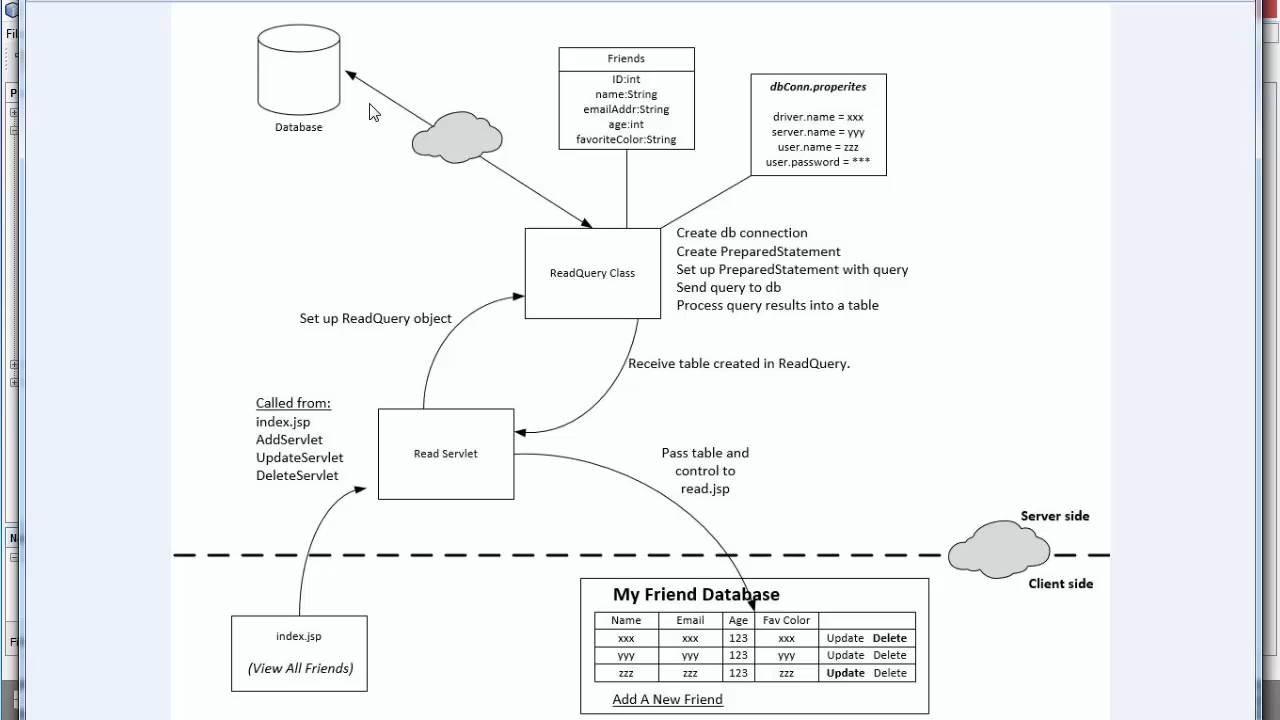 Fil
P
Database
Friends
ID:int
name:String
emailAddr:String
age:int
favoriteColor:String
dbConn.properites
driver.name = xxx
server.name = yyy
user.name = zzz
user.password = ***
ReadQuery Class
Create db connection
Create PreparedStatement
Set up PreparedStatement with query
Send query to db
Process query results into a table
Set up ReadQuery object
Receive table created in ReadQuery.
Called from:
index.jsp
AddServlet
UpdateServlet
DeleteServlet
Read Servlet
Pass table and
control to
read.jsp
Server side
Client side
index.jsp
(View All Friends)
My Friend Database
Name Email Age Fav Color
xxx xxx 123 xxx Update Delete
yyy yyy 123 yyy Update Delete
zzz zzz 123 zzz Update Delete
Add A New Friend